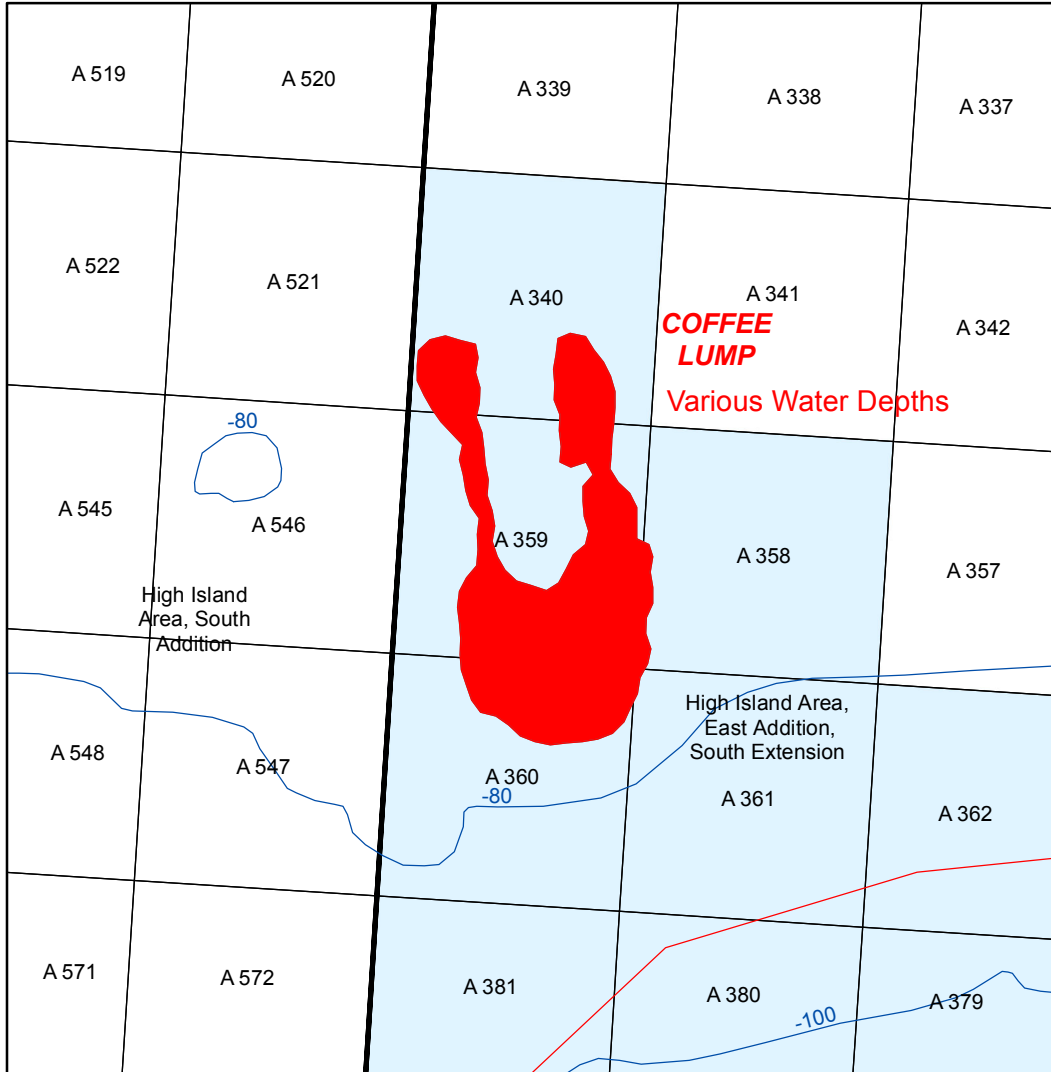 A 519
A 520
A 339
A 338
A 337
A 522
A 521
A 340
A 341
A 342
COFFEE
LUMP
Various Water Depths
-80
A 545
A 546
A 359
A 358
A 357
High Island
Area, South
Addition
High Island Area,
East Addition,
South Extension
A 548
A 547
A 360
-80
A 361
A 362
A 571
A 572
A 381
A 380
A 379
-100